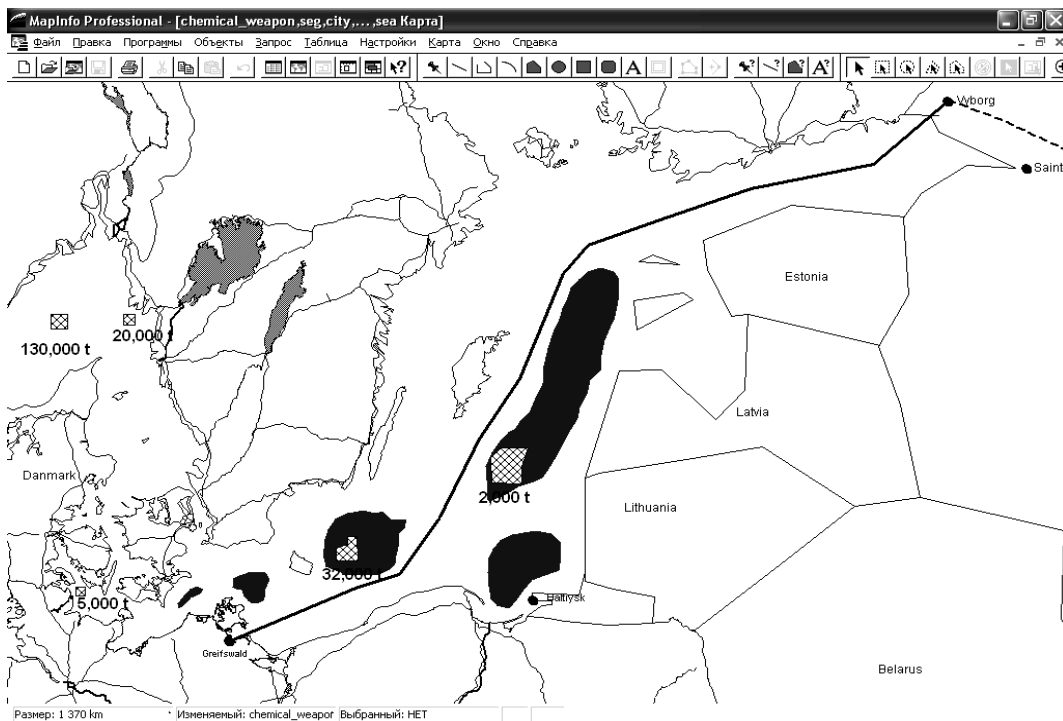 MapInfo Professional - [chemical_weapon,seg,city,...,sea Карта]
Файл Правка Программы Объекты Запрос Таблица Настройки Карта Окно Справка
Vyborg
Saint
Estonia
130,000 t
20,000 t
Latvia
Danmark
2,000 t
Lithuania
32,000 t
5,000 t
Baltiysk
Greifswald
Belarus
Размер: 1 370 km Изменяемый: chemical_weapor Выбранный: НЕТ